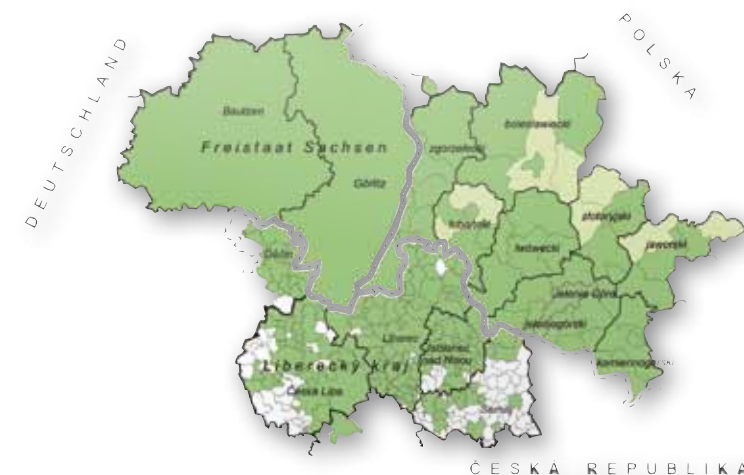 DEUTSCHLAND
POLSKA
Bautzen
Freistaat Sachsen
Görlitz
zgorzelecki
bolesławiecki
lubański
lwówecki
złotoryjski
jaworski
Jelenia Góra
jeleniogórski
kamiennogórski
Děčín
Liberec
Jablonec
nad Nisou
Liberecký kraj
Česká Lípa
Semily
ČESKÁ REPUBLIKA